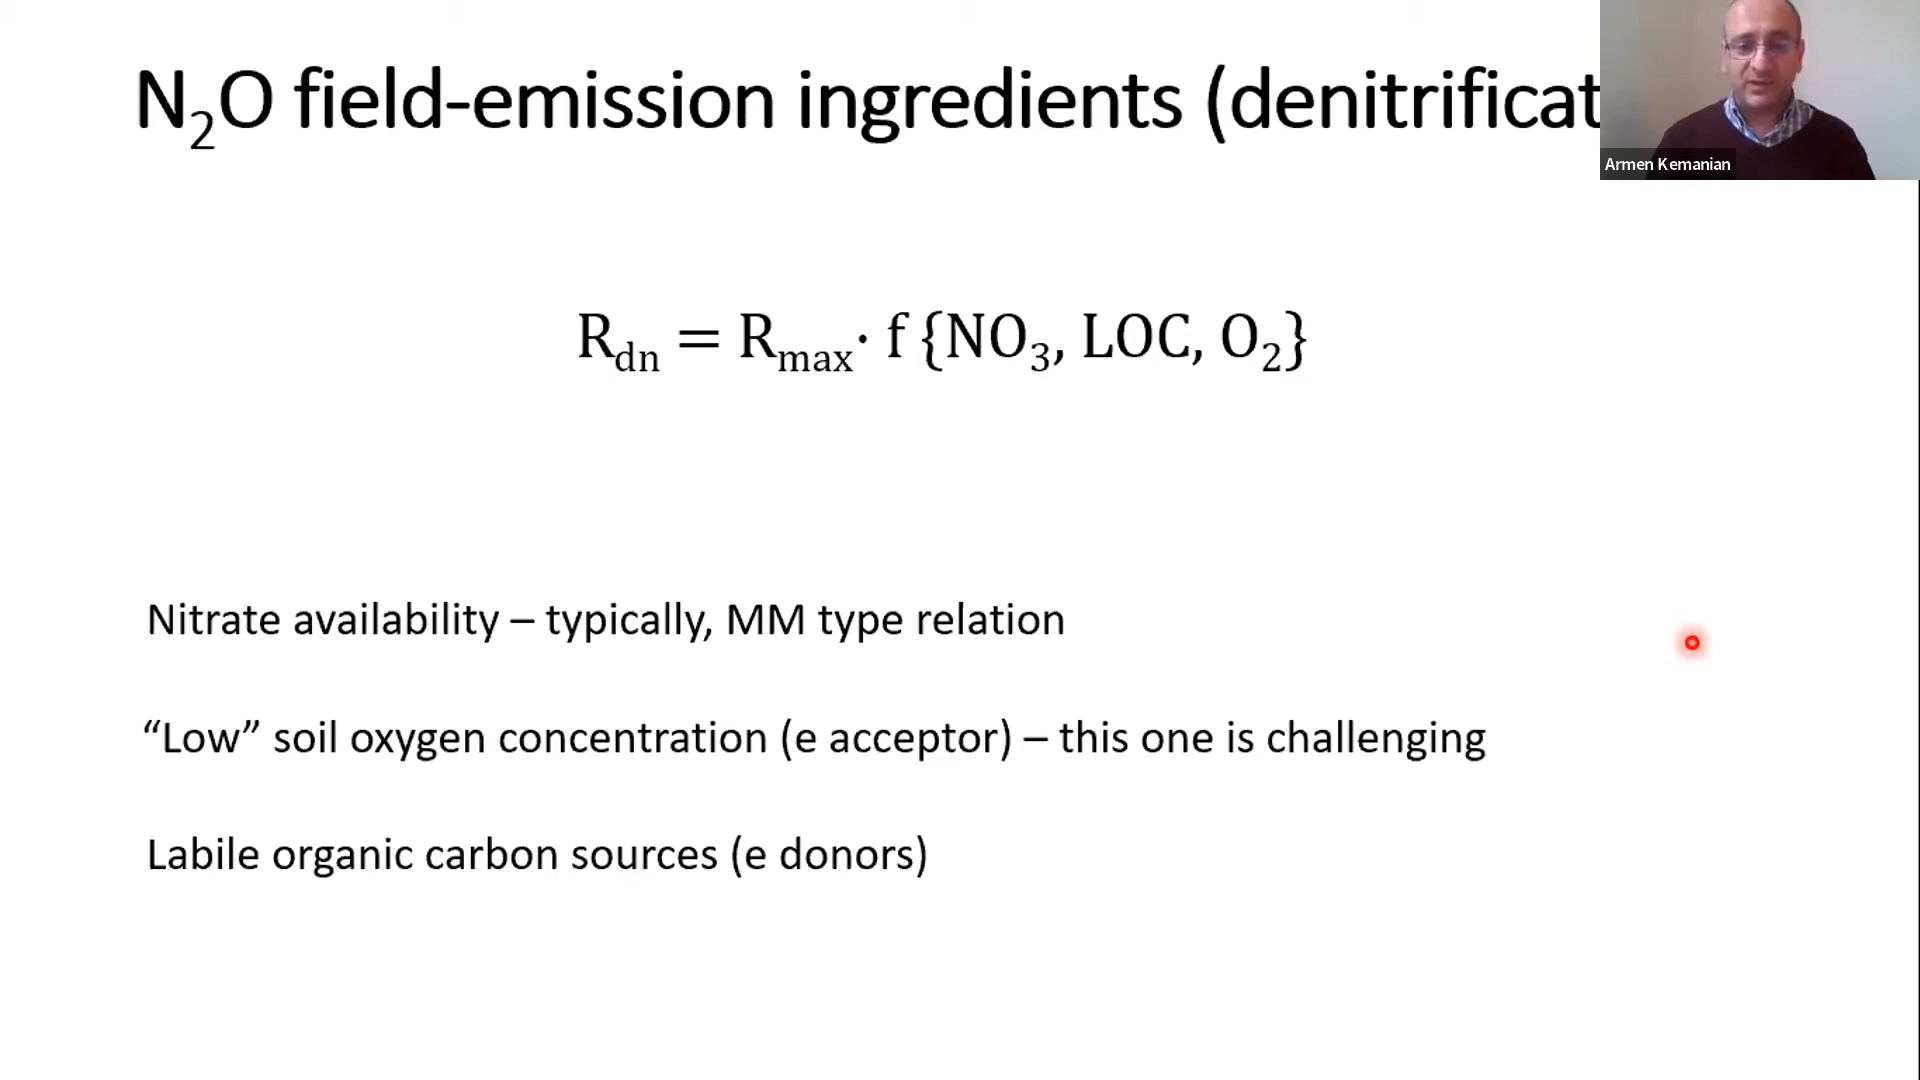 N₂O field-emission ingredients (denitrificat
Armen Kemanian
R_dn = R_max· f {NO₃, LOC, O₂}
Nitrate availability – typically, MM type relation
“Low” soil oxygen concentration (e acceptor) – this one is challenging
Labile organic carbon sources (e donors)